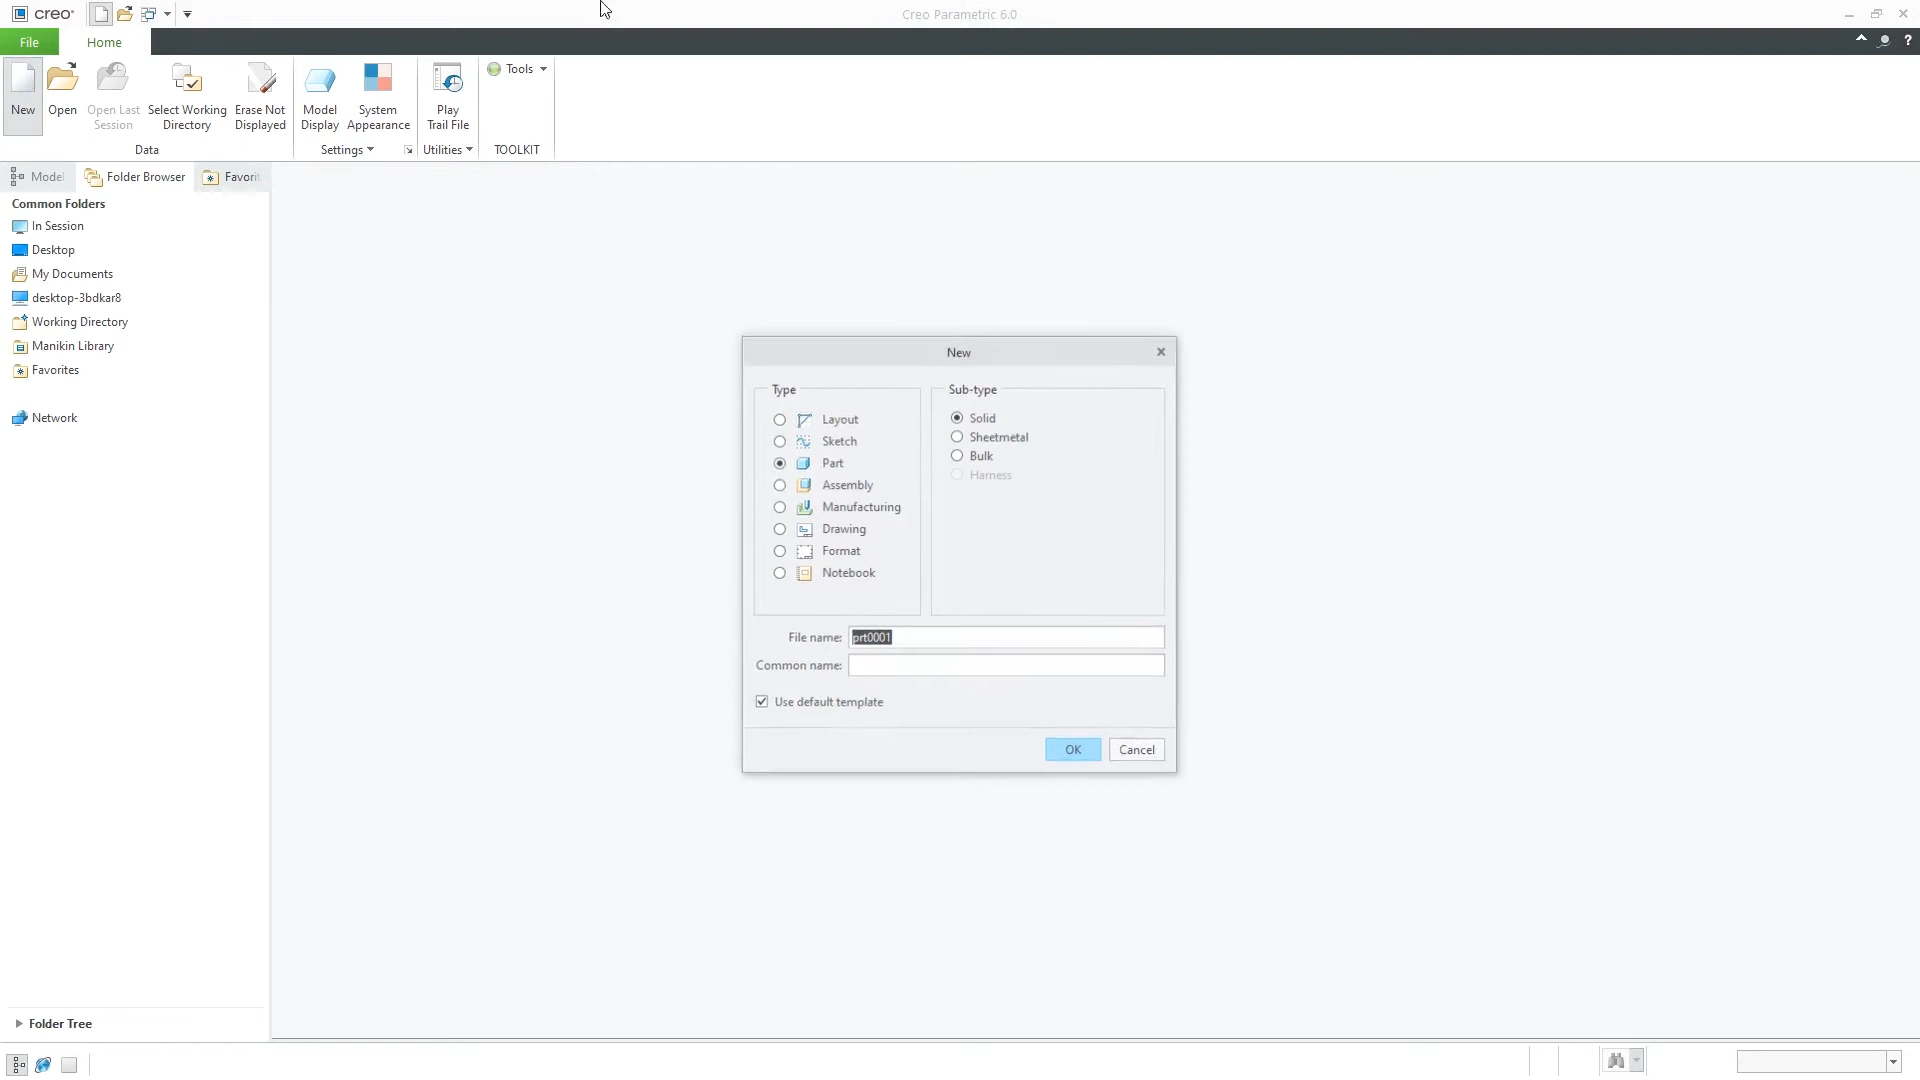 creo°
Creo Parametric 6.0
File
Home
?
New
Open
Open Last
Session
Select Working
Directory
Erase Not
Displayed
Model
Display
System
Appearance
Play
Trail File
Tools
Data
Settings
Utilities
TOOLKIT
Model
Folder Browser
Favorit
Common Folders
In Session
Desktop
My Documents
desktop-3bdkar8
Working Directory
Manikin Library
Favorites
Network
Folder Tree
New
Type
Layout
Sketch
Part
Assembly
Manufacturing
Drawing
Format
Notebook
Sub-type
Solid
Sheetmetal
Bulk
Harness
File name:
prt0001
Common name:
Use default template
OK
Cancel